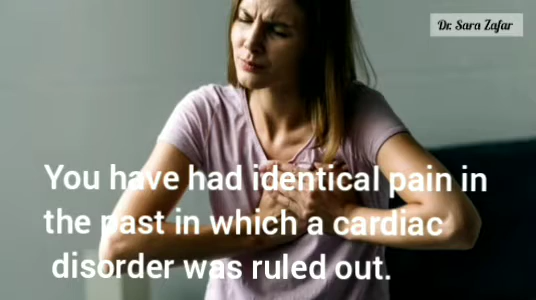 Dr. Sara Zafar
You have had identical pain in
the past in which a cardiac
disorder was ruled out.